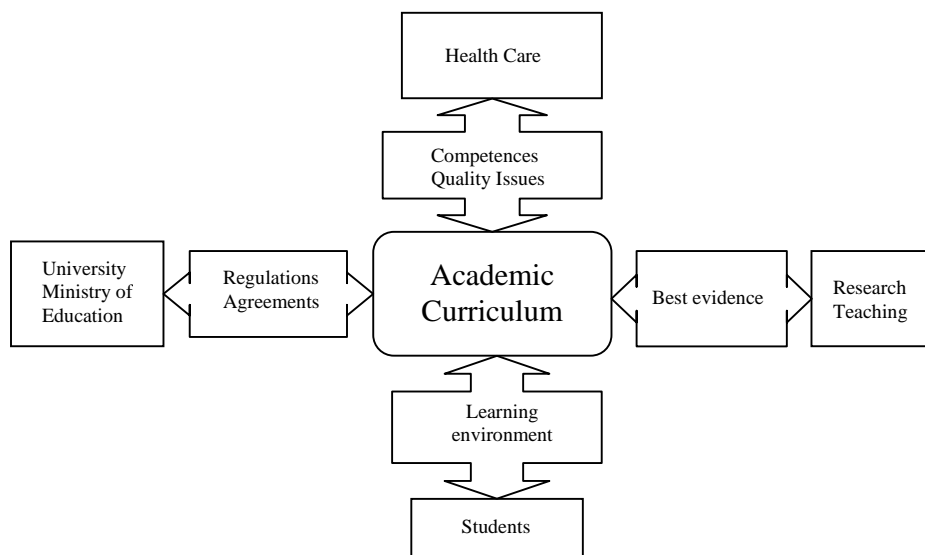 Health Care
Competences
Quality Issues
University
Ministry of
Education
Regulations
Agreements
Academic
Curriculum
Best evidence
Research
Teaching
Learning
environment
Students